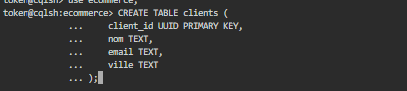 toker@cqlsh> use ecommerce;
toker@cqlsh:ecommerce> CREATE TABLE clients (
... client_id UUID PRIMARY KEY,
... nom TEXT,
... email TEXT,
... ville TEXT
... );